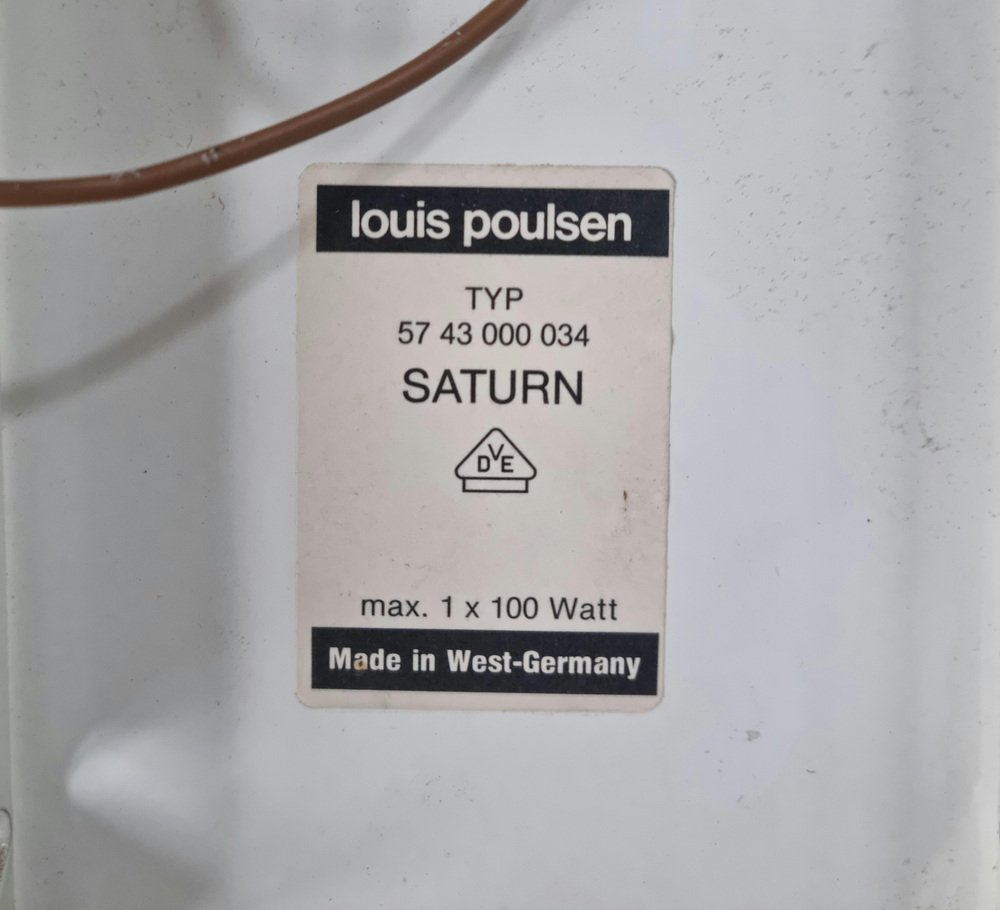 louis poulsen
TYP
57 43 000 034
SATURN
DVE
max. 1 x 100 Watt
Made in West-Germany